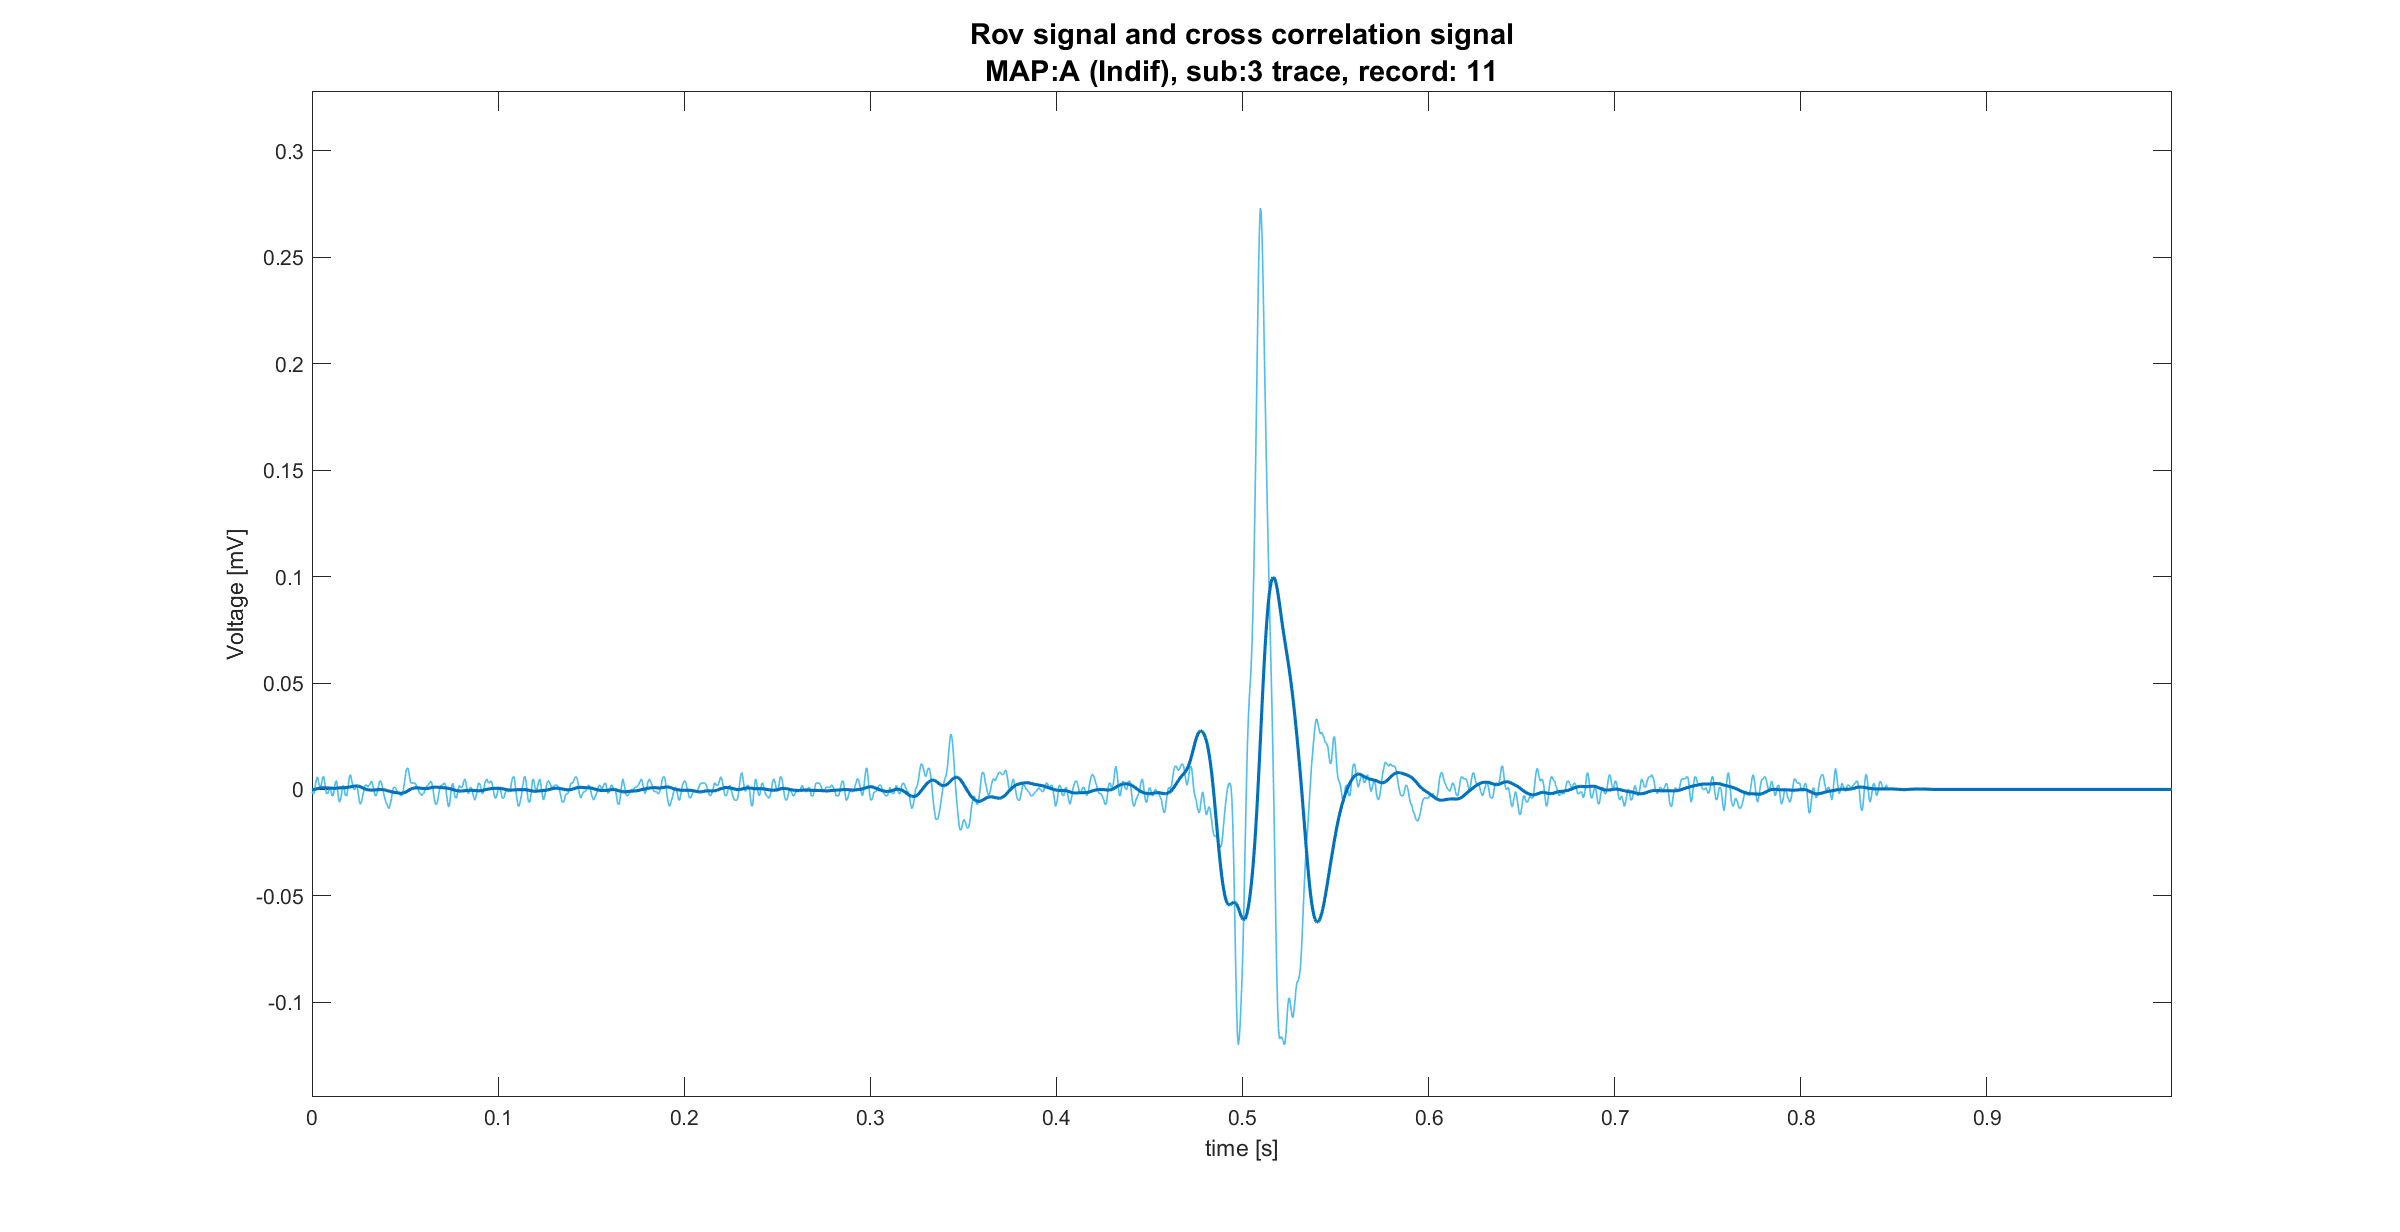 Rov signal and cross correlation signal
MAP:A (Indif), sub:3 trace, record: 11
0.3
0.25
0.2
0.15
0.1
0.05
0
-0.05
-0.1
Voltage [mV]
0 0.1 0.2 0.3 0.4 0.5 0.6 0.7 0.8 0.9
time [s]